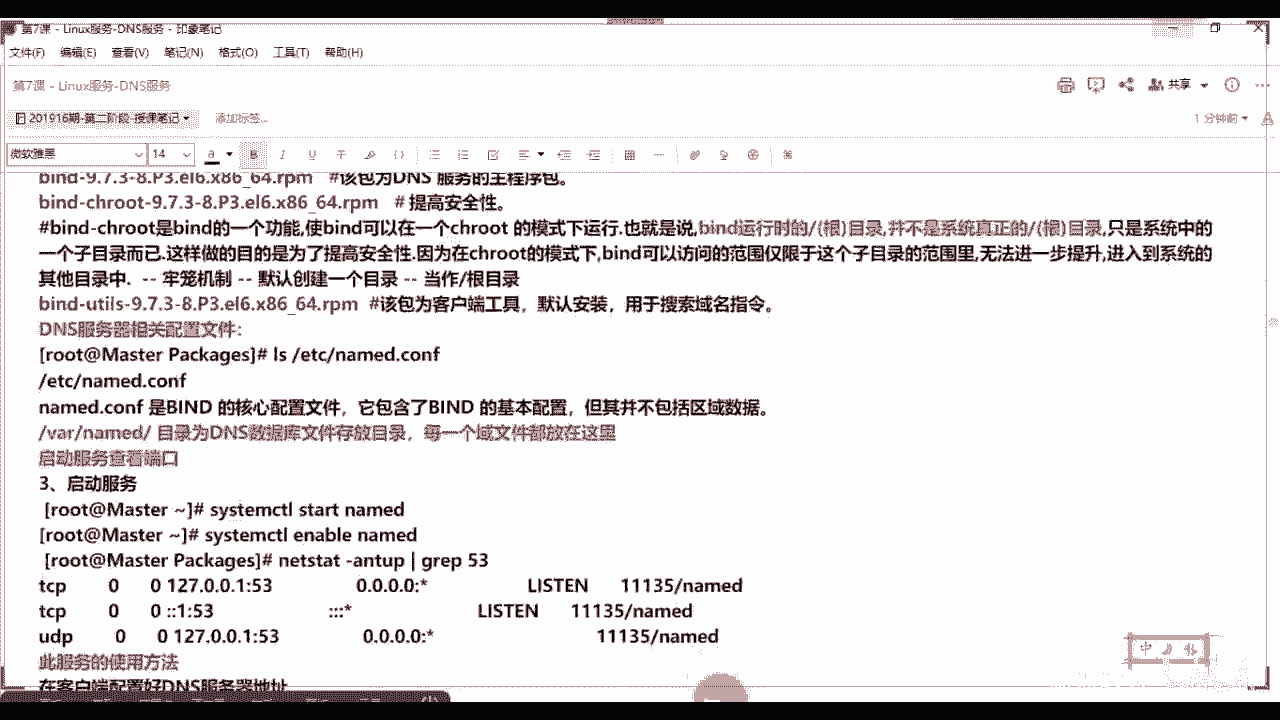 第7课 - Linux服务-DNS服务 - 印象笔记
文件(F) 编辑(E) 查看(V) 笔记(N) 格式(O) 工具(T) 帮助(H)
第7课 - Linux服务-DNS服务
共享
201916期-第二阶段-授课笔记 添加标签...
1 分钟前
微软雅黑 14
bind-9.7.3-8.P3.el6.x86_64.rpm #该包为DNS 服务的主程序包。
bind-chroot-9.7.3-8.P3.el6.x86_64.rpm # 提高安全性。
#bind-chroot是bind的一个功能,使bind可以在一个chroot 的模式下运行.也就是说,bind运行时的/(根)目录,并不是系统真正的/(根)目录,只是系统中的
一个子目录而已.这样做的目的是为了提高安全性.因为在chroot的模式下,bind可以访问的范围仅限于这个子目录的范围里,无法进一步提升,进入到系统的
其他目录中. -- 牢笼机制 -- 默认创建一个目录 -- 当作/根目录
bind-utils-9.7.3-8.P3.el6.x86_64.rpm #该包为客户端工具，默认安装，用于搜索域名指令。
DNS服务器相关配置文件：
[root@Master Packages]# ls /etc/named.conf
/etc/named.conf
named.conf 是BIND 的核心配置文件，它包含了BIND 的基本配置，但其并不包括区域数据。
/var/named/ 目录为DNS数据库文件存放目录，每一个域文件都放在这里
启动服务查看端口
3、启动服务
[root@Master ~]# systemctl start named
[root@Master ~]# systemctl enable named
[root@Master Packages]# netstat -antup | grep 53
tcp 0 0 127.0.0.1:53 0.0.0.0:* LISTEN 11135/named
tcp 0 0 ::1:53 :::* LISTEN 11135/named
udp 0 0 127.0.0.1:53 0.0.0.0:* 11135/named
此服务的使用方法
在客户端配置好DNS服务器地址